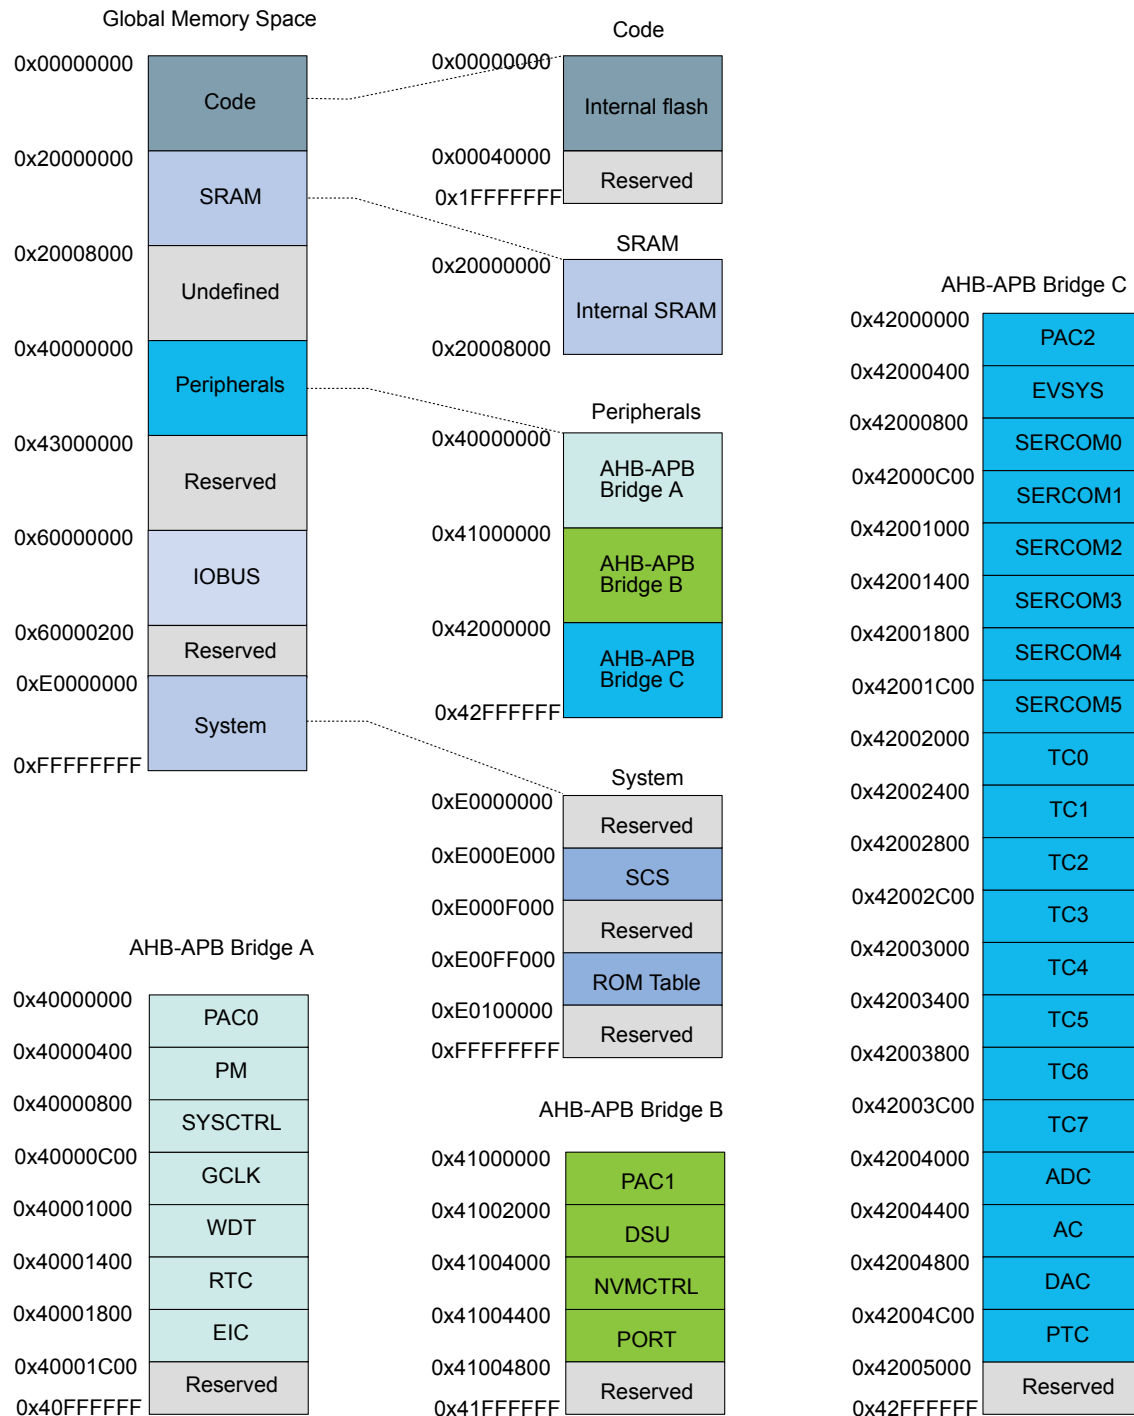 Global Memory Space
0x00000000
Code
0x20000000
SRAM
0x20008000
Undefined
0x40000000
Peripherals
0x43000000
Reserved
0x60000000
IOBUS
0x60000200
Reserved
0xE0000000
System
0xFFFFFFFF
Code
0x00000000
Internal flash
0x00040000
Reserved
0x1FFFFFFF
SRAM
0x20000000
Internal SRAM
0x20008000
Peripherals
0x40000000
AHB-APB
Bridge A
0x41000000
AHB-APB
Bridge B
0x42000000
AHB-APB
Bridge C
0x42FFFFFF
System
0xE0000000
Reserved
0xE000E000
SCS
0xE000F000
Reserved
0xE00FF000
ROM Table
0xE0100000
Reserved
0xFFFFFFFF
AHB-APB Bridge A
0x40000000
PAC0
0x40000400
PM
0x40000800
SYSCTRL
0x40000C00
GCLK
0x40001000
WDT
0x40001400
RTC
0x40001800
EIC
0x40001C00
Reserved
0x40FFFFFF
AHB-APB Bridge B
0x41000000
PAC1
0x41002000
DSU
0x41004000
NVMCTRL
0x41004400
PORT
0x41004800
Reserved
0x41FFFFFF
AHB-APB Bridge C
0x42000000
PAC2
0x42000400
EVSYS
0x42000800
SERCOM0
0x42000C00
SERCOM1
0x42001000
SERCOM2
0x42001400
SERCOM3
0x42001800
SERCOM4
0x42001C00
SERCOM5
0x42002000
TC0
0x42002400
TC1
0x42002800
TC2
0x42002C00
TC3
0x42003000
TC4
0x42003400
TC5
0x42003800
TC6
0x42003C00
TC7
0x42004000
ADC
0x42004400
AC
0x42004800
DAC
0x42004C00
PTC
0x42005000
Reserved
0x42FFFFFF